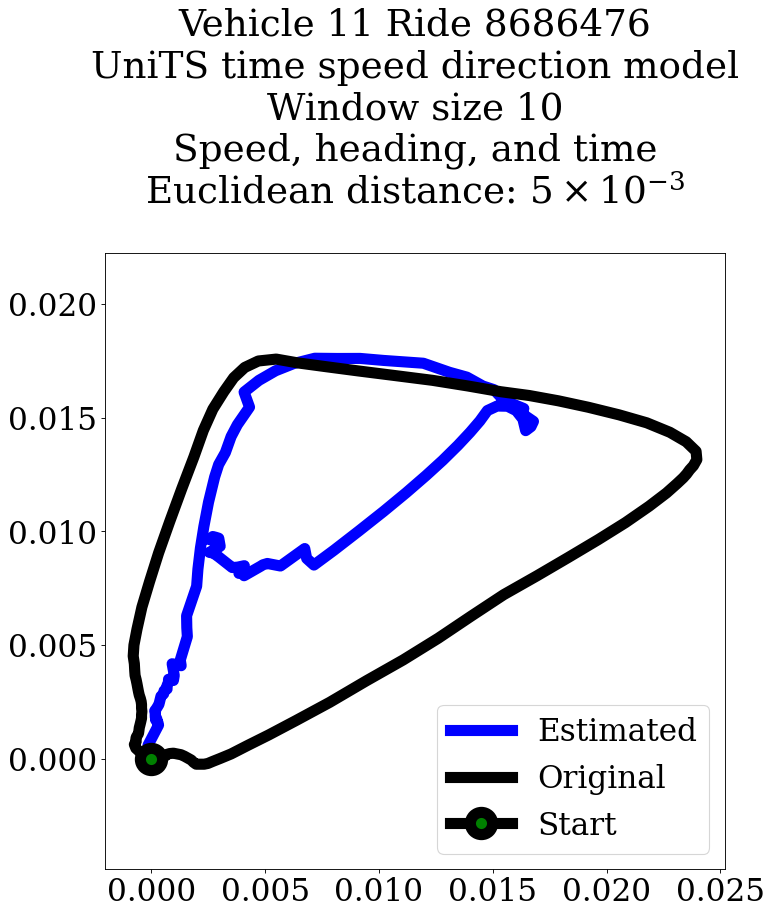 Vehicle 11 Ride 8686476
UniTS time speed direction model
Window size 10
Speed, heading, and time
Euclidean distance: $5 × 10^{-3}$
0.020
0.015
0.010
0.005
0.000
Estimated
Original
Start
0.000 0.005 0.010 0.015 0.020 0.025